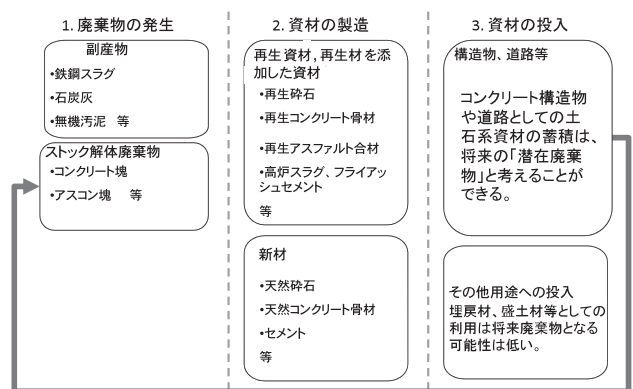 1. 廃棄物の発生
副産物
•鉄鋼スラグ
•石炭灰
•無機汚泥　等
ストック解体廃棄物
•コンクリート塊
•アスコン塊　等
2. 資材の製造
再生資材，再生材を添
加した資材
•再生砕石
•再生コンクリート骨材
•再生アスファルト合材
•高炉スラグ、フライアッ
シュセメント
等
新材
•天然砕石
•天然コンクリート骨材
•セメント
等
3. 資材の投入
構造物、道路等
コンクリート構造物
や道路としての土
石系資材の蓄積は、
将来の「潜在廃棄
物」と考えることが
できる。
その他用途への投入
埋戻材、盛土材等としての
利用は将来廃棄物となる
可能性は低い。